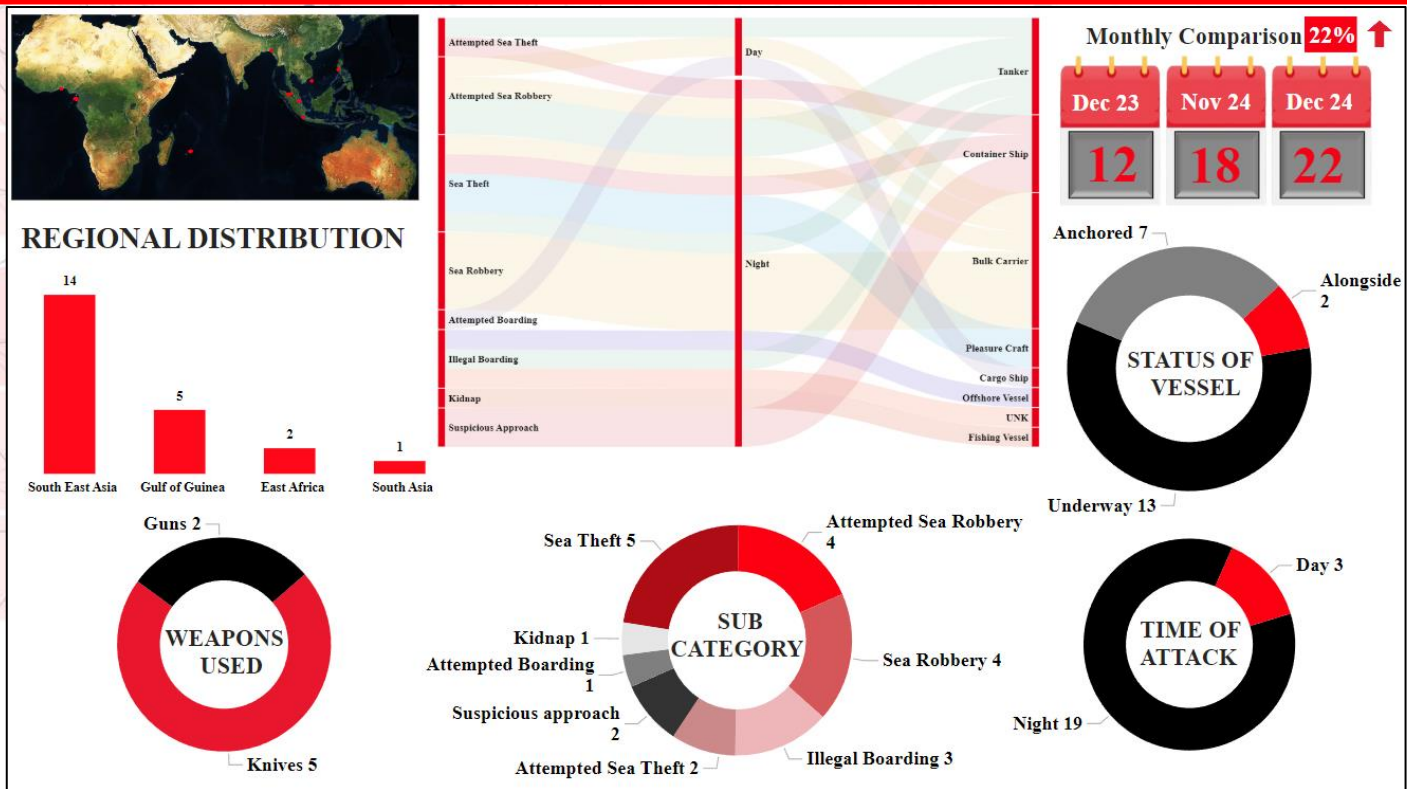 Monthly Comparison 22%
Dec 23
Nov 24
Dec 24
12
18
22
Attempted Sea Theft
Attempted Sea Robbery
Sea Theft
Sea Robbery
Attempted Boarding
Illegal Boarding
Kidnap
Suspicious Approach
Day
Night
Tanker
Container Ship
Bulk Carrier
Pleasure Craft
Cargo Ship
Offshore Vessel
UNK
Fishing Vessel
REGIONAL DISTRIBUTION
14
5
2
1
South East Asia
Gulf of Guinea
East Africa
South Asia
Anchored 7
Alongside
2
STATUS OF
VESSEL
Underway 13
Guns 2
WEAPONS
USED
Knives 5
Sea Theft 5
Attempted Sea Robbery
4
SUB
CATEGORY
Kidnap 1
Attempted Boarding
1
Sea Robbery 4
Suspicious approach
2
Attempted Sea Theft 2
Illegal Boarding 3
Day 3
TIME OF
ATTACK
Night 19